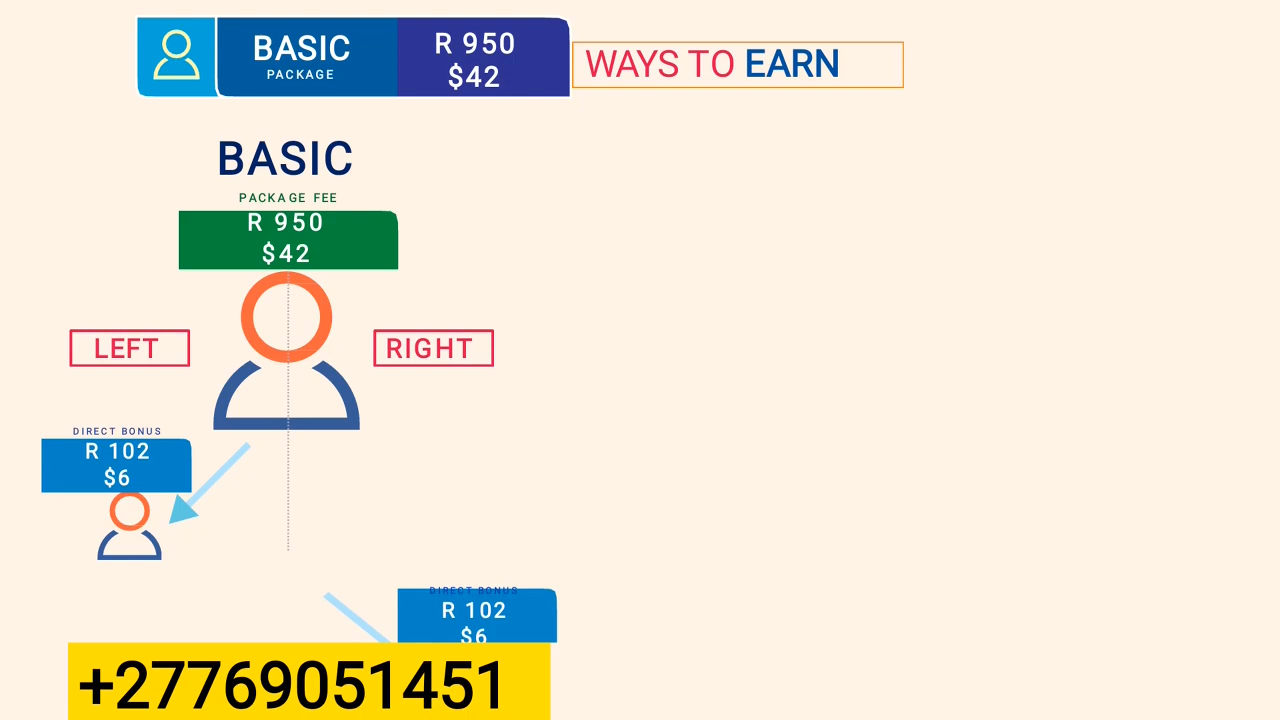 BASIC
PACKAGE
R 950
$42
WAYS TO EARN
BASIC
PACKAGE FEE
R 950
$42
LEFT
RIGHT
DIRECT BONUS
R 102
$6
DIRECT BONUS
R 102
$6
+27769051451